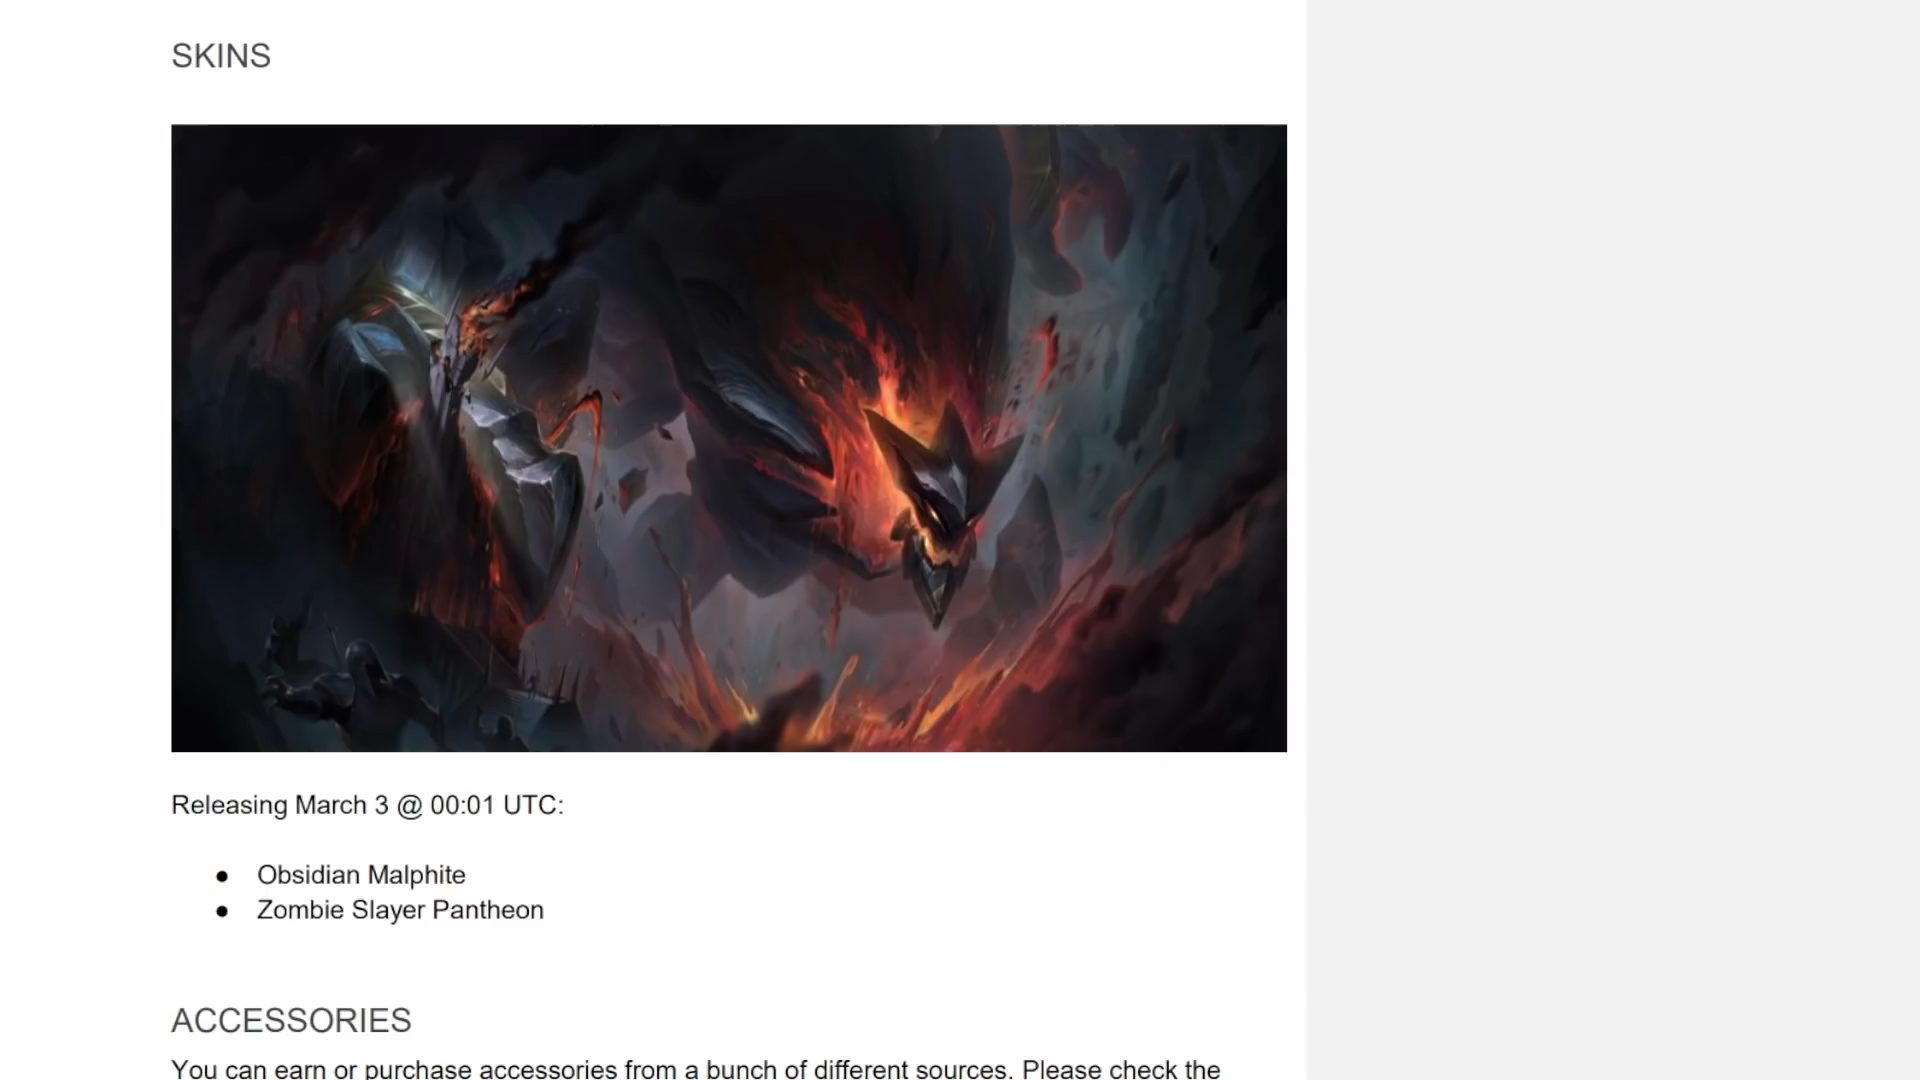 SKINS
Releasing March 3 @ 00:01 UTC:
● Obsidian Malphite
● Zombie Slayer Pantheon
ACCESSORIES
You can earn or purchase accessories from a bunch of different sources. Please check the